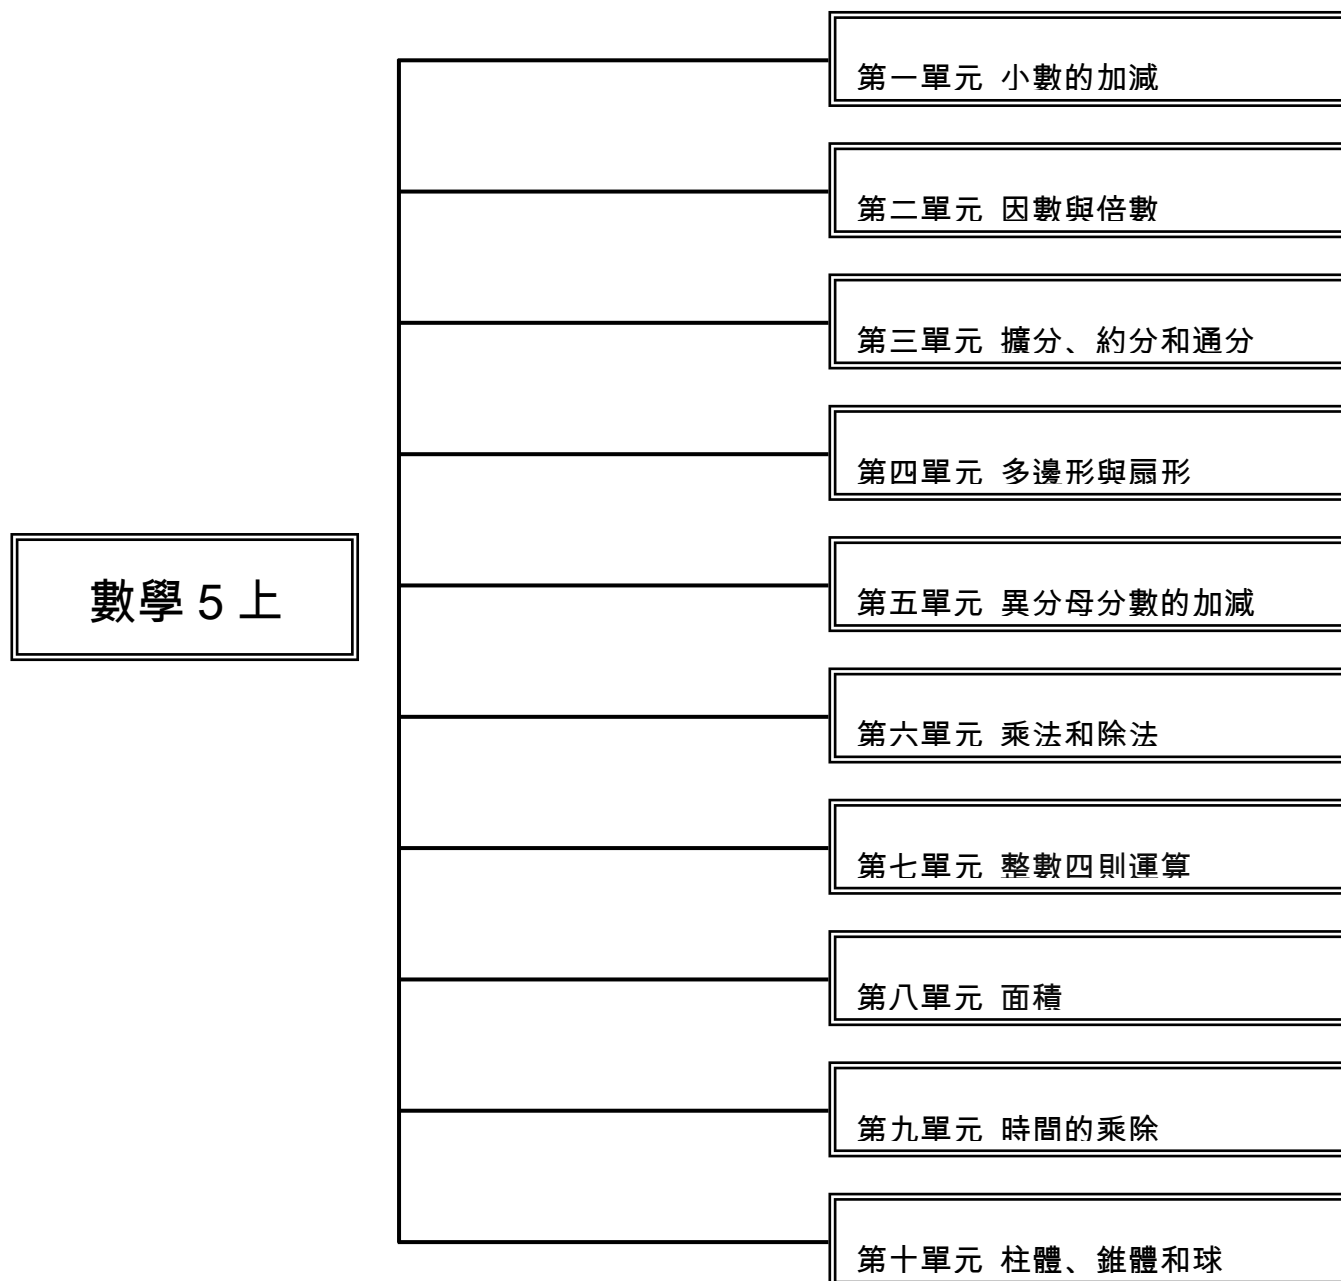 第一單元 小數的加減
第二單元 因數與倍數
第三單元 擴分、約分和通分
第四單元 多邊形與扇形
數學 5 上
第五單元 異分母分數的加減
第六單元 乘法和除法
第七單元 整數四則運算
第八單元 面積
第九單元 時間的乘除
第十單元 柱體、錐體和球